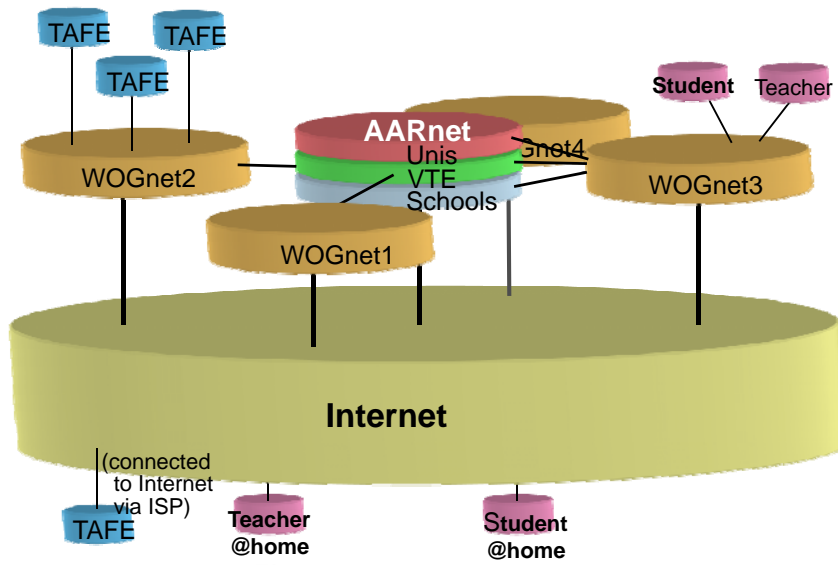 TAFE
TAFE
TAFE
Student
Teacher
AARnet
Unis
VTE
Schools
Gnot4
WOGnet2
WOGnet3
WOGnet1
Internet
(connected
to Internet
via ISP)
TAFE
Teacher
@home
Student
@home